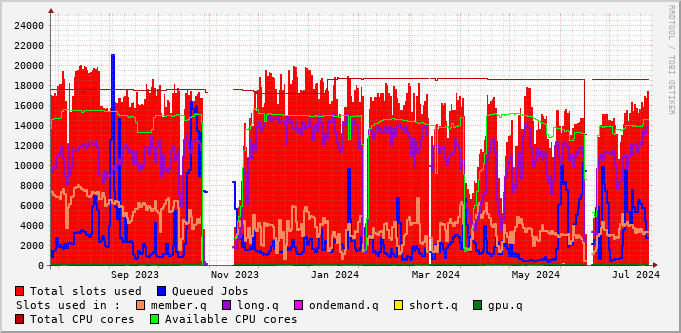 24000
22000
20000
18000
16000
14000
12000
10000
8000
6000
4000
2000
0
Sep 2023 Nov 2023 Jan 2024 Mar 2024 May 2024 Jul 2024
Total slots used Queued Jobs
Slots used in : member.q long.q ondemand.q short.q gpu.q
Total CPU cores Available CPU cores
RRDTOOL / TOBI OETIKER